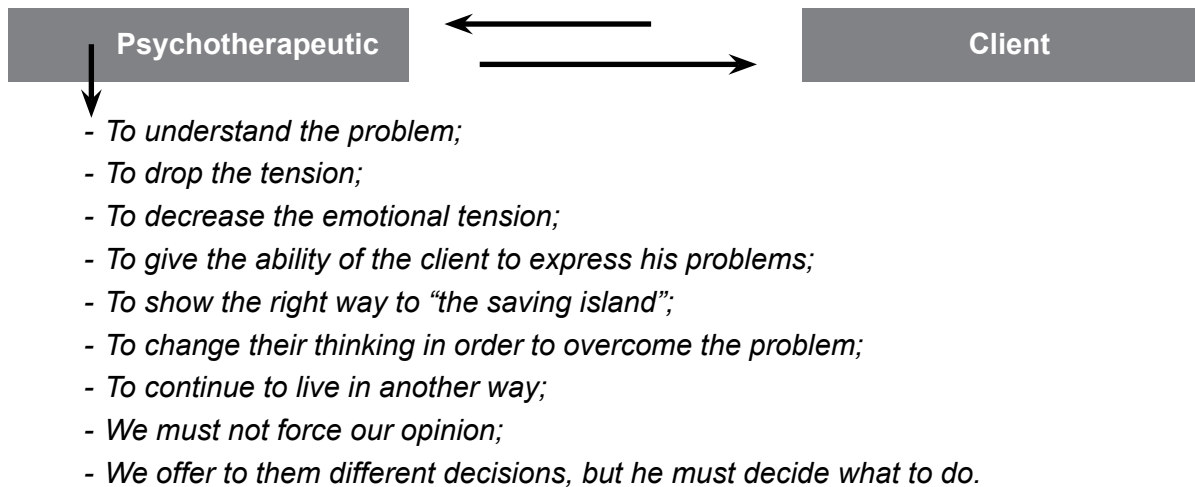 Psychotherapeutic
Client
- To understand the problem;
- To drop the tension;
- To decrease the emotional tension;
- To give the ability of the client to express his problems;
- To show the right way to “the saving island”;
- To change their thinking in order to overcome the problem;
- To continue to live in another way;
- We must not force our opinion;
- We offer to them different decisions, but he must decide what to do.